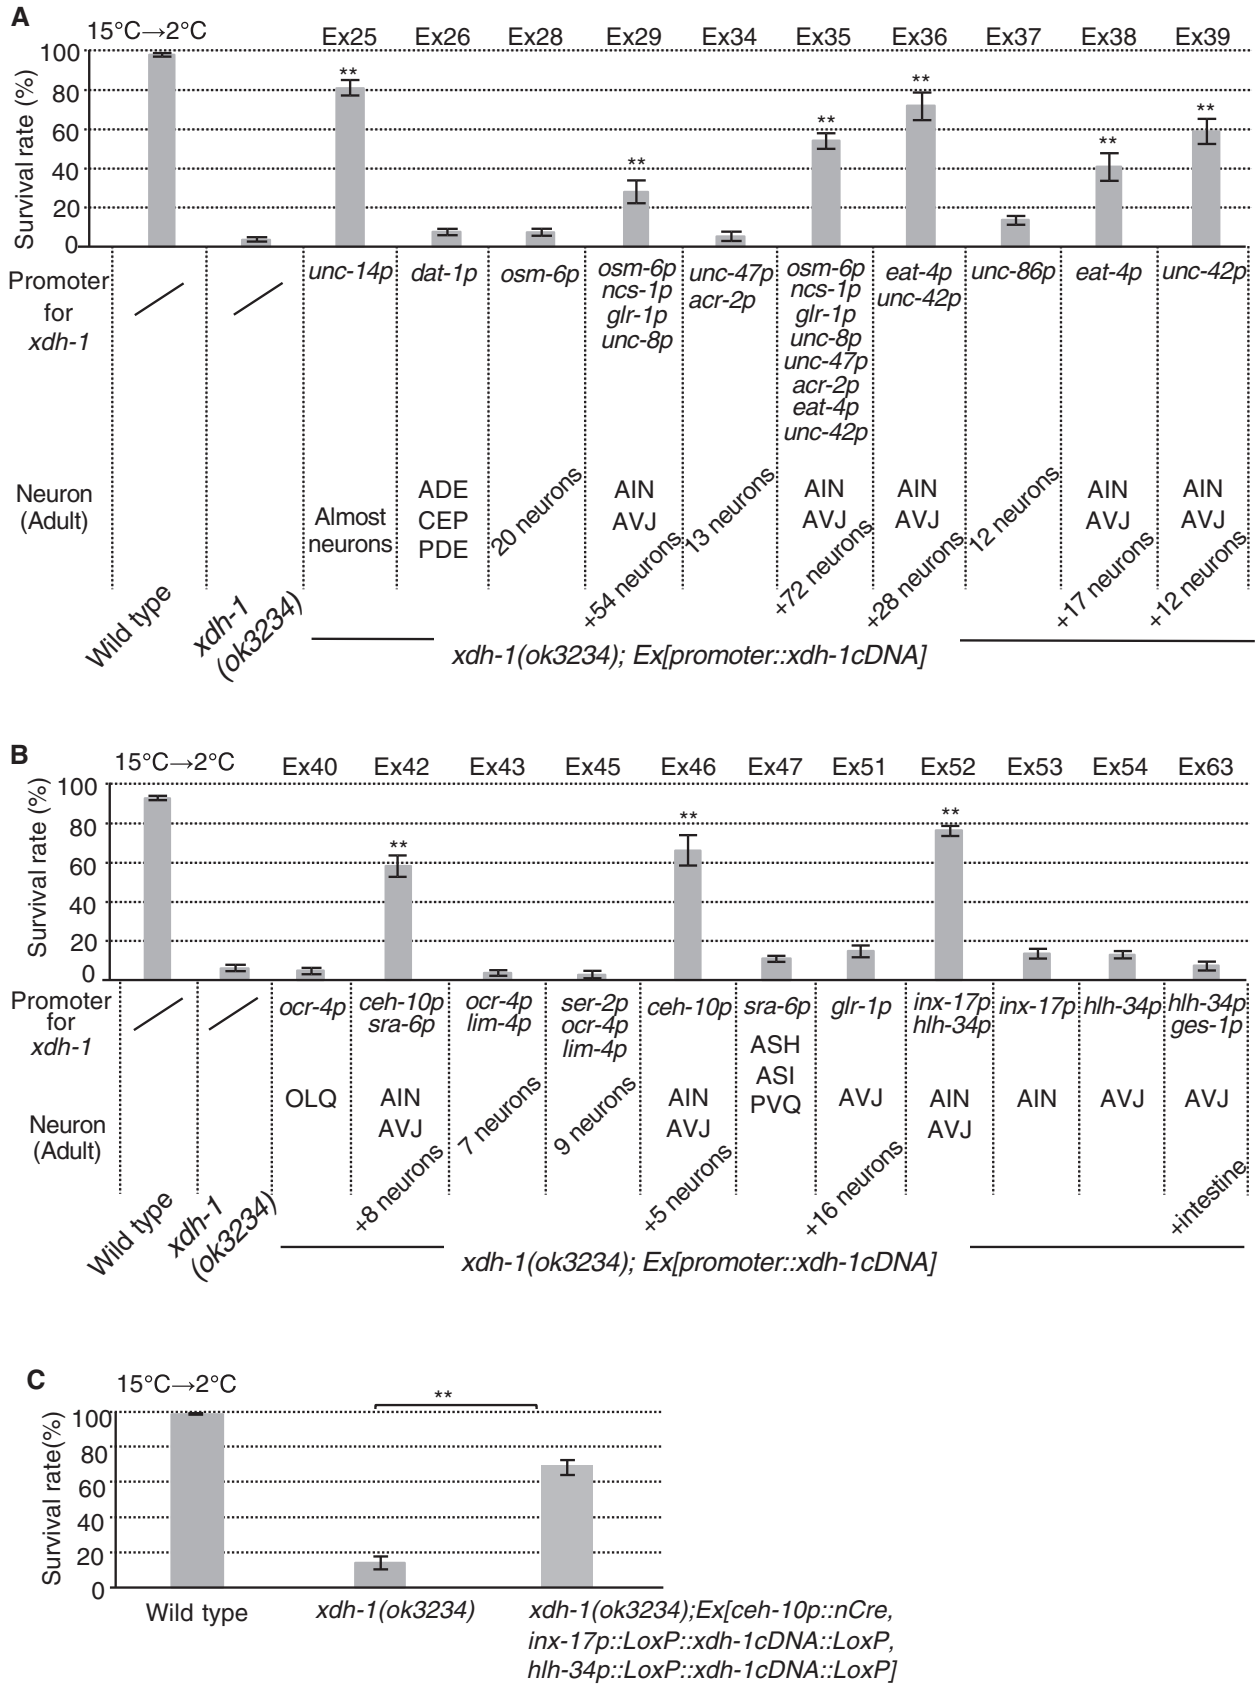 A
15°C→2°C Ex25 Ex26 Ex28 Ex29 Ex34 Ex35 Ex36 Ex37 Ex38 Ex39
Survival rate (%)
100
80
60
40
20
0
** ** ** ** ** **
Promoter for xdh-1
unc-14p
dat-1p
osm-6p
osm-6p
ncs-1p
glr-1p
unc-8p
unc-47p
acr-2p
osm-6p
ncs-1p
glr-1p
unc-8p
unc-47p
acr-2p
eat-4p
unc-42p
eat-4p
unc-42p
unc-86p
eat-4p
unc-42p
Neuron
(Adult)
Almost
neurons
ADE
CEP
PDE
20 neurons
AIN
AVJ
+54 neurons
13 neurons
AIN
AVJ
+72 neurons
AIN
AVJ
+28 neurons
12 neurons
AIN
AVJ
+17 neurons
AIN
AVJ
+12 neurons
Wild type
xdh-1
(ok3234)
xdh-1(ok3234); Ex[promoter::xdh-1cDNA]
B
15°C→2°C Ex40 Ex42 Ex43 Ex45 Ex46 Ex47 Ex51 Ex52 Ex53 Ex54 Ex63
Survival rate (%)
100
80
60
40
20
0
** ** **
Promoter
for
xdh-1
ocr-4p
ceh-10p
sra-6p
ocr-4p
lim-4p
ser-2p
ocr-4p
lim-4p
ceh-10p
sra-6p
glr-1p
inx-17p
hlh-34p
inx-17p
hlh-34p
hlh-34p
ges-1p
Neuron
(Adult)
OLQ
AIN
AVJ
+8 neurons
7 neurons
9 neurons
AIN
AVJ
+5 neurons
ASH
ASI
PVQ
AVJ
+16 neurons
AIN
AVJ
AIN
AVJ
AVJ
+intestine
Wild type
xdh-1
(ok3234)
xdh-1(ok3234); Ex[promoter::xdh-1cDNA]
C
15°C→2°C
Survival rate(%)
100
80
60
40
20
0
**
Wild type
xdh-1(ok3234)
xdh-1(ok3234);Ex[ceh-10p::nCre,
inx-17p::LoxP::xdh-1cDNA::LoxP,
hlh-34p::LoxP::xdh-1cDNA::LoxP]